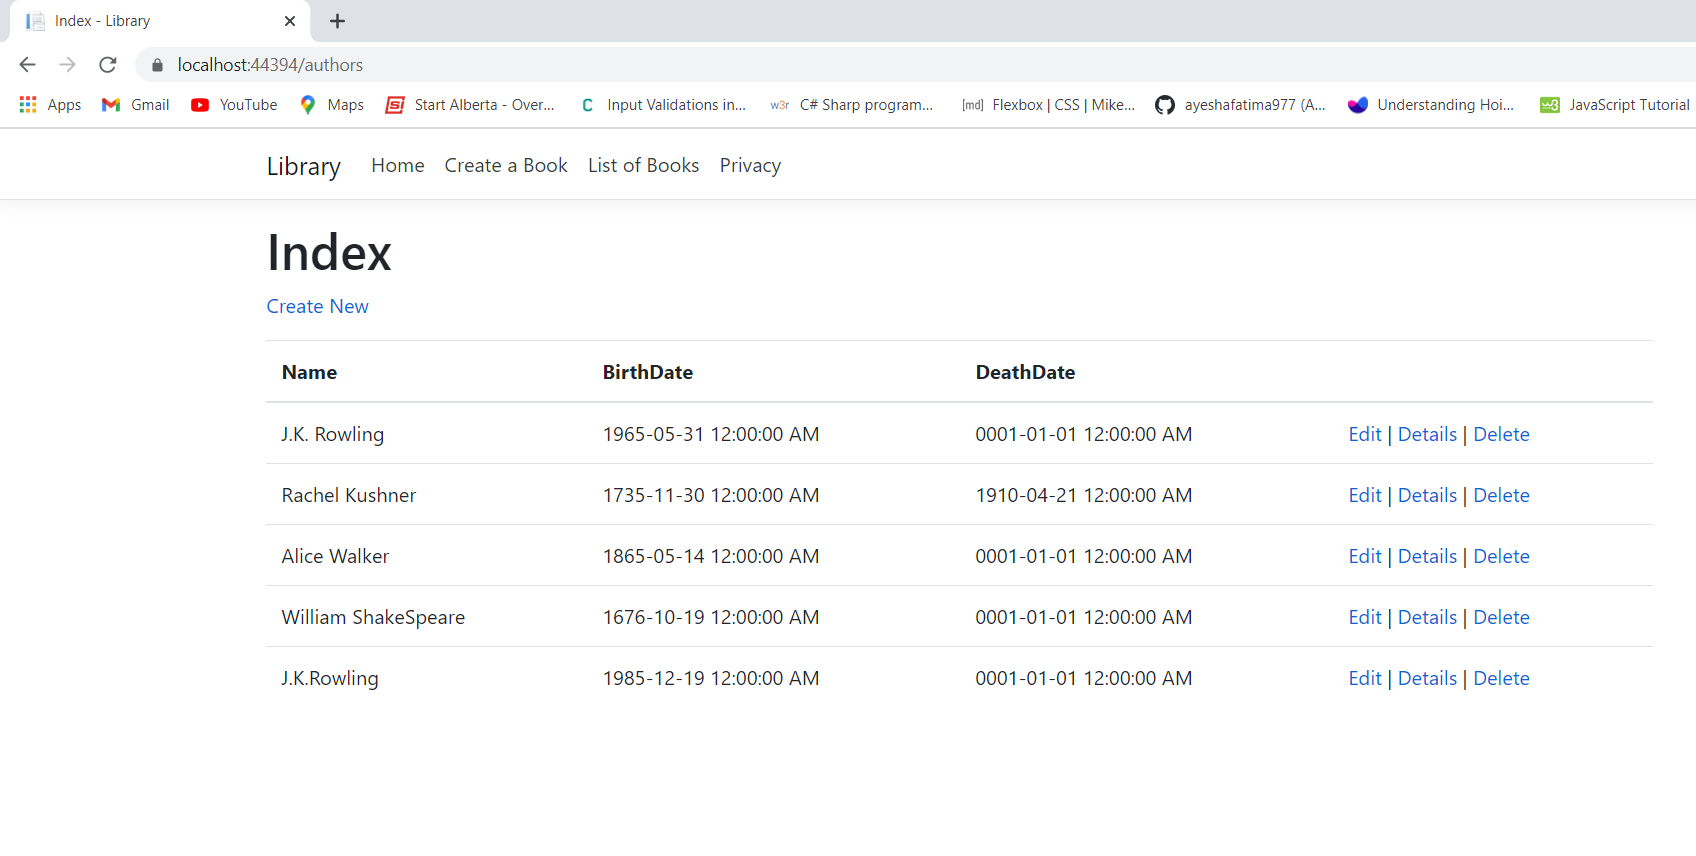 Index - Library
localhost:44394/authors
Apps Gmail YouTube Maps Start Alberta - Over... Input Validations in... w3r C# Sharp program... [md] Flexbox | CSS | Mike... ayeshafatima977 (A... Understanding Hoi... JavaScript Tutorial
Library Home Create a Book List of Books Privacy
Index
Create New
Name BirthDate DeathDate
J.K. Rowling 1965-05-31 12:00:00 AM 0001-01-01 12:00:00 AM Edit | Details | Delete
Rachel Kushner 1735-11-30 12:00:00 AM 1910-04-21 12:00:00 AM Edit | Details | Delete
Alice Walker 1865-05-14 12:00:00 AM 0001-01-01 12:00:00 AM Edit | Details | Delete
William ShakeSpeare 1676-10-19 12:00:00 AM 0001-01-01 12:00:00 AM Edit | Details | Delete
J.K.Rowling 1985-12-19 12:00:00 AM 0001-01-01 12:00:00 AM Edit | Details | Delete